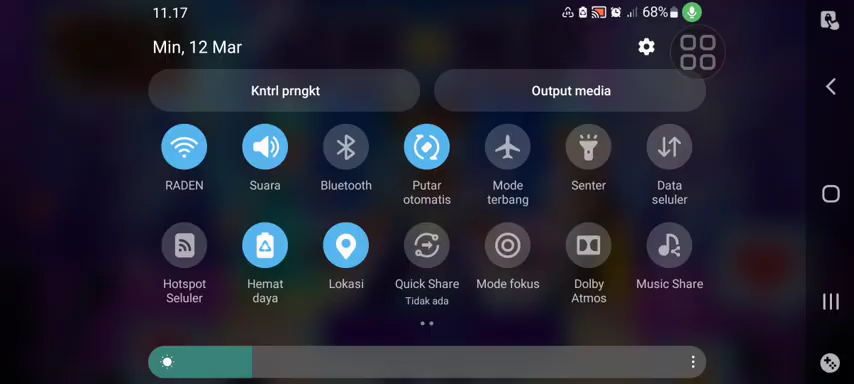 11.17
68%
Min, 12 Mar
Kntrl prngkt
Output media
RADEN
Suara
Bluetooth
Putar
otomatis
Mode
terbang
Senter
Data
seluler
Hotspot
Seluler
Hemat
daya
Lokasi
Quick Share
Tidak ada
Mode fokus
Dolby
Atmos
Music Share